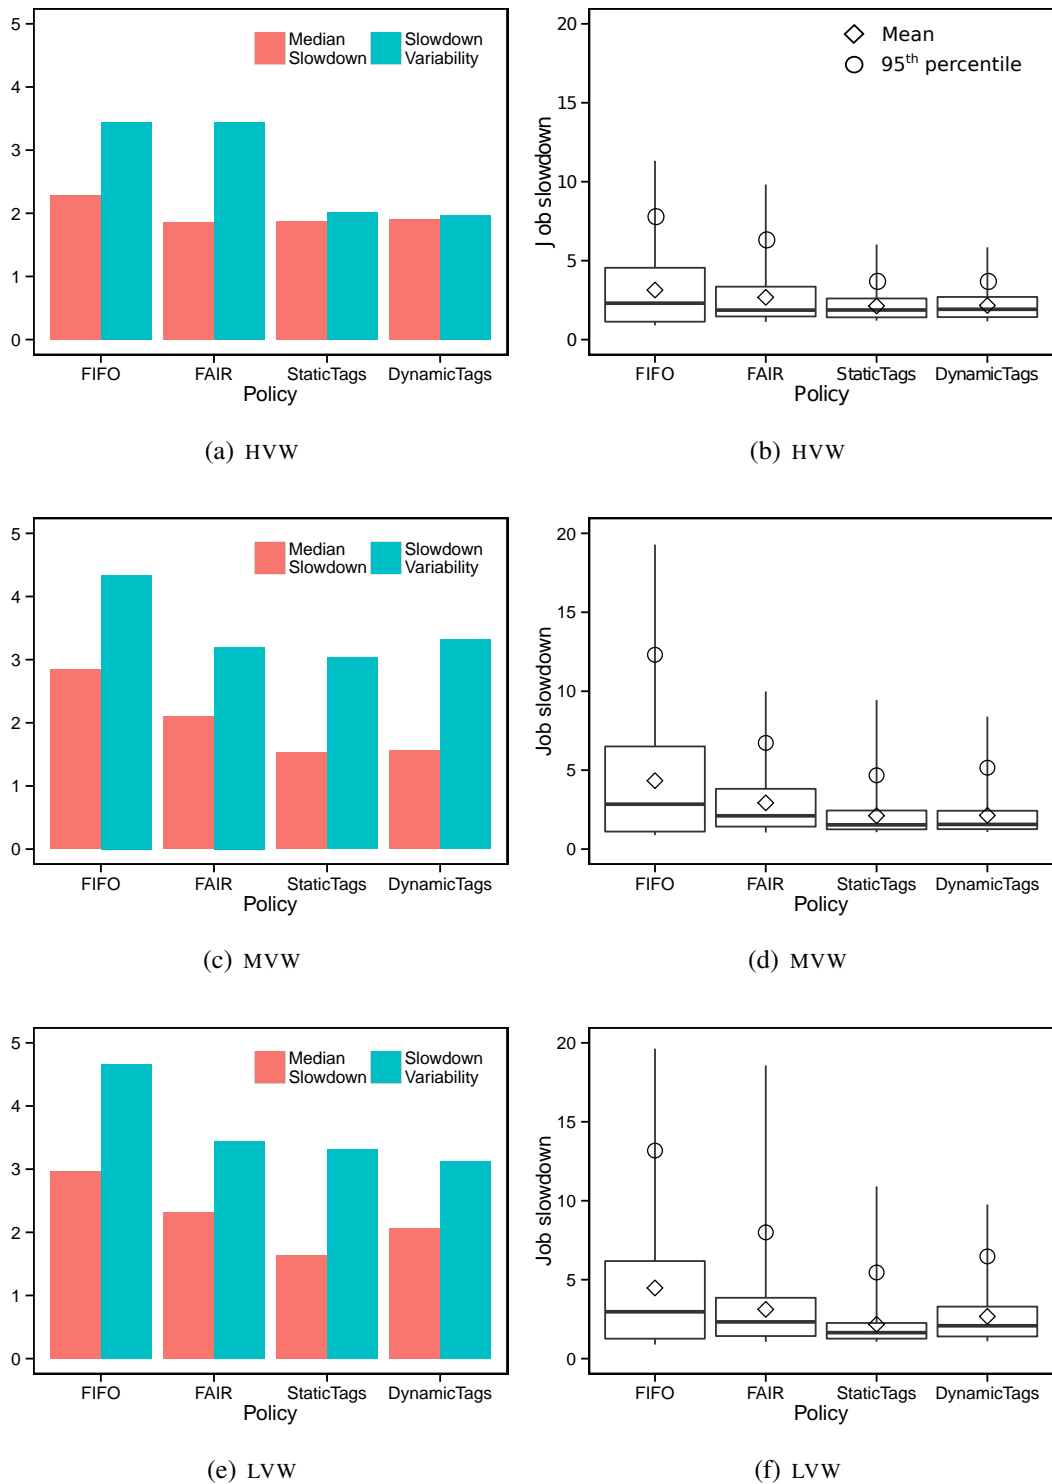 5
4
3
2
1
0
Median Slowdown
Slowdown Variability
FIFO FAIR StaticTags DynamicTags
Policy
(a) HVW
20
15
10
5
0
Job slowdown
Mean
95th percentile
FIFO FAIR StaticTags DynamicTags
Policy
(b) HVW
5
4
3
2
1
0
Median Slowdown
Slowdown Variability
FIFO FAIR StaticTags DynamicTags
Policy
(c) MVW
20
15
10
5
0
Job slowdown
FIFO FAIR StaticTags DynamicTags
Policy
(d) MVW
5
4
3
2
1
0
Median Slowdown
Slowdown Variability
FIFO FAIR StaticTags DynamicTags
Policy
(e) LVW
20
15
10
5
0
Job slowdown
FIFO FAIR StaticTags DynamicTags
Policy
(f) LVW